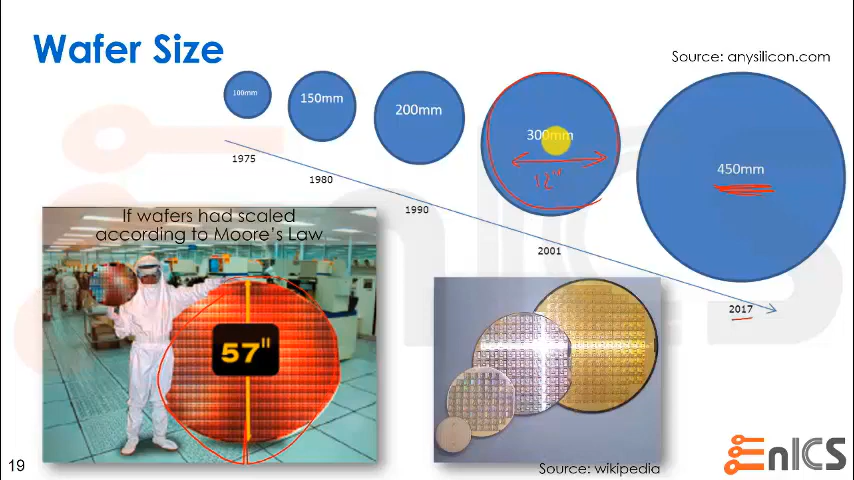 Wafer Size
Source: anysilicon.com
100mm
150mm
200mm
300mm
12"
450mm
1975
1980
1990
2001
2017
If wafers had scaled
according to Moore's Law
57"
Source: wikipedia
19
EnICS